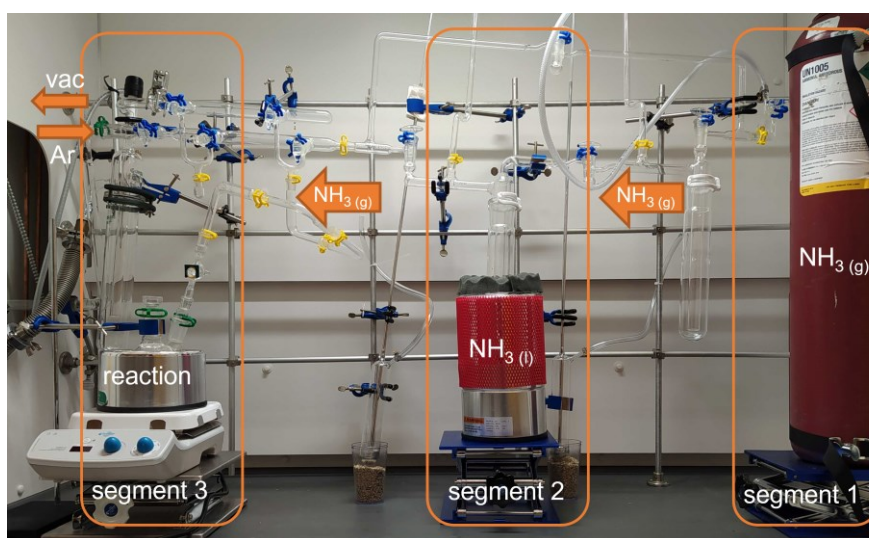 vac
Ar
NH3 (g)
NH3 (g)
UN1005
NH3 (g)
NH3 (l)
reaction
segment 3
segment 2
segment 1